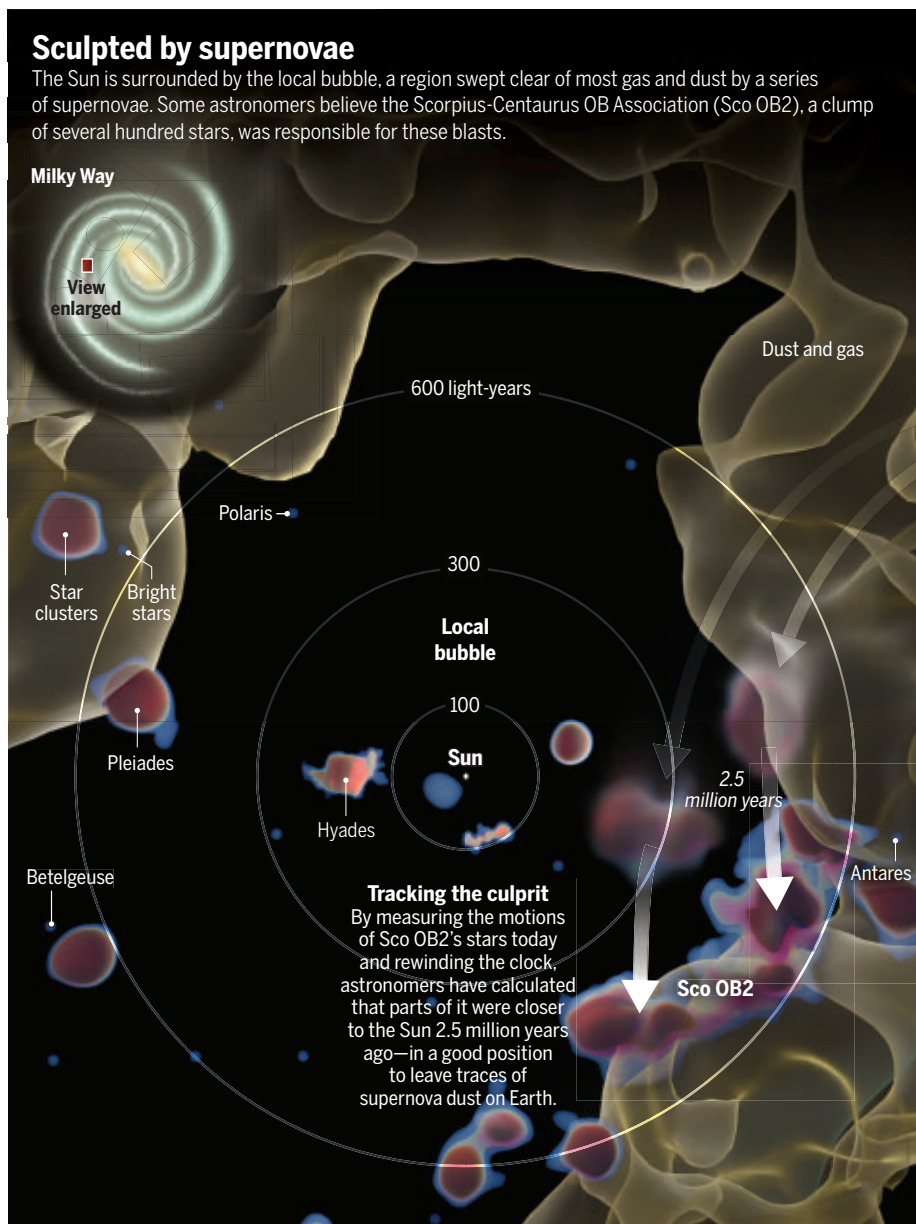 Sculpted by supernovae
The Sun is surrounded by the local bubble, a region swept clear of most gas and dust by a series
of supernovae. Some astronomers believe the Scorpius-Centaurus OB Association (Sco OB2), a clump
of several hundred stars, was responsible for these blasts.
Milky Way
View
enlarged
Dust and gas
600 light-years
Polaris
Star
clusters
Bright
stars
300
Local
bubble
100
Sun
Pleiades
Hyades
2.5
million years
Betelgeuse
Antares
Tracking the culprit
By measuring the motions
of Sco OB2’s stars today
and rewinding the clock,
astronomers have calculated
that parts of it were closer
to the Sun 2.5 million years
ago—in a good position
to leave traces of
supernova dust on Earth.
Sco OB2